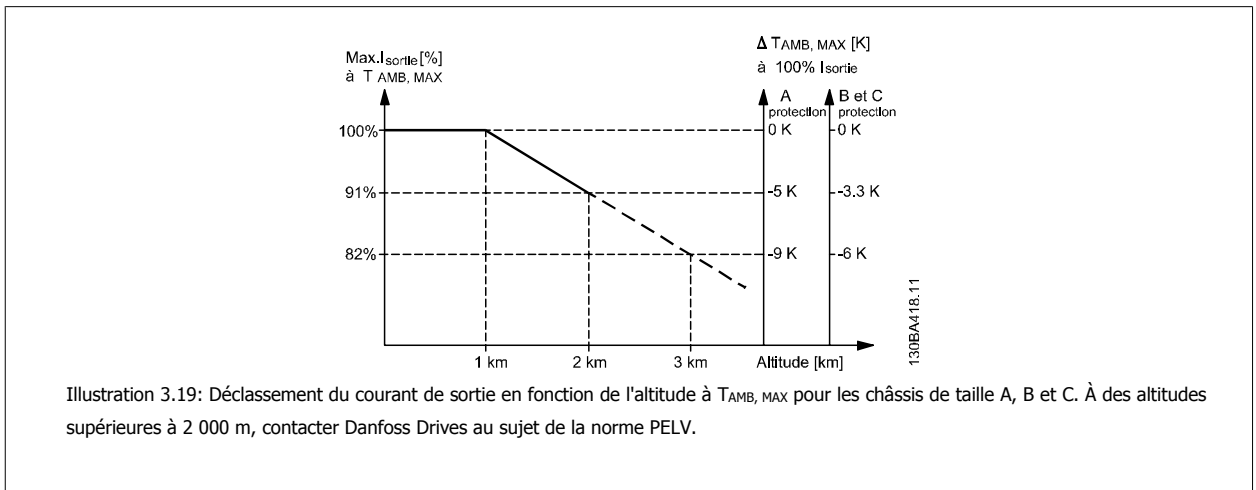 Max.Isortie[%]
à T AMB, MAX
Δ TAMB, MAX [K]
à 100% Isortie
A
protection
B et C
protection
100%
0 K
0 K
91%
-5 K
-3.3 K
82%
-9 K
-6 K
1 km
2 km
3 km
Altitude [km]
130BA418.11
Illustration 3.19: Déclassement du courant de sortie en fonction de l'altitude à TAMB, MAX pour les châssis de taille A, B et C. À des altitudes
supérieures à 2 000 m, contacter Danfoss Drives au sujet de la norme PELV.